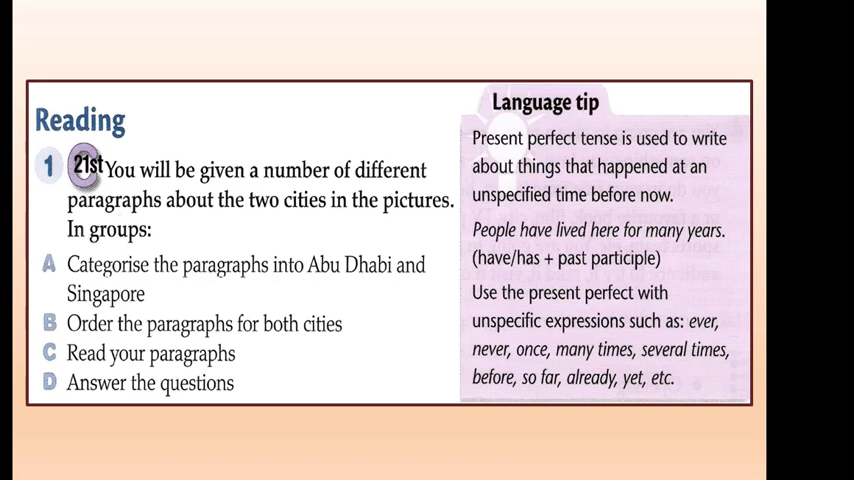 Reading
1 21st You will be given a number of different
paragraphs about the two cities in the pictures.
In groups:
A Categorise the paragraphs into Abu Dhabi and
Singapore
B Order the paragraphs for both cities
C Read your paragraphs
D Answer the questions
Language tip
Present perfect tense is used to write
about things that happened at an
unspecified time before now.
People have lived here for many years.
(have/has + past participle)
Use the present perfect with
unspecific expressions such as: ever,
never, once, many times, several times,
before, so far, already, yet, etc.